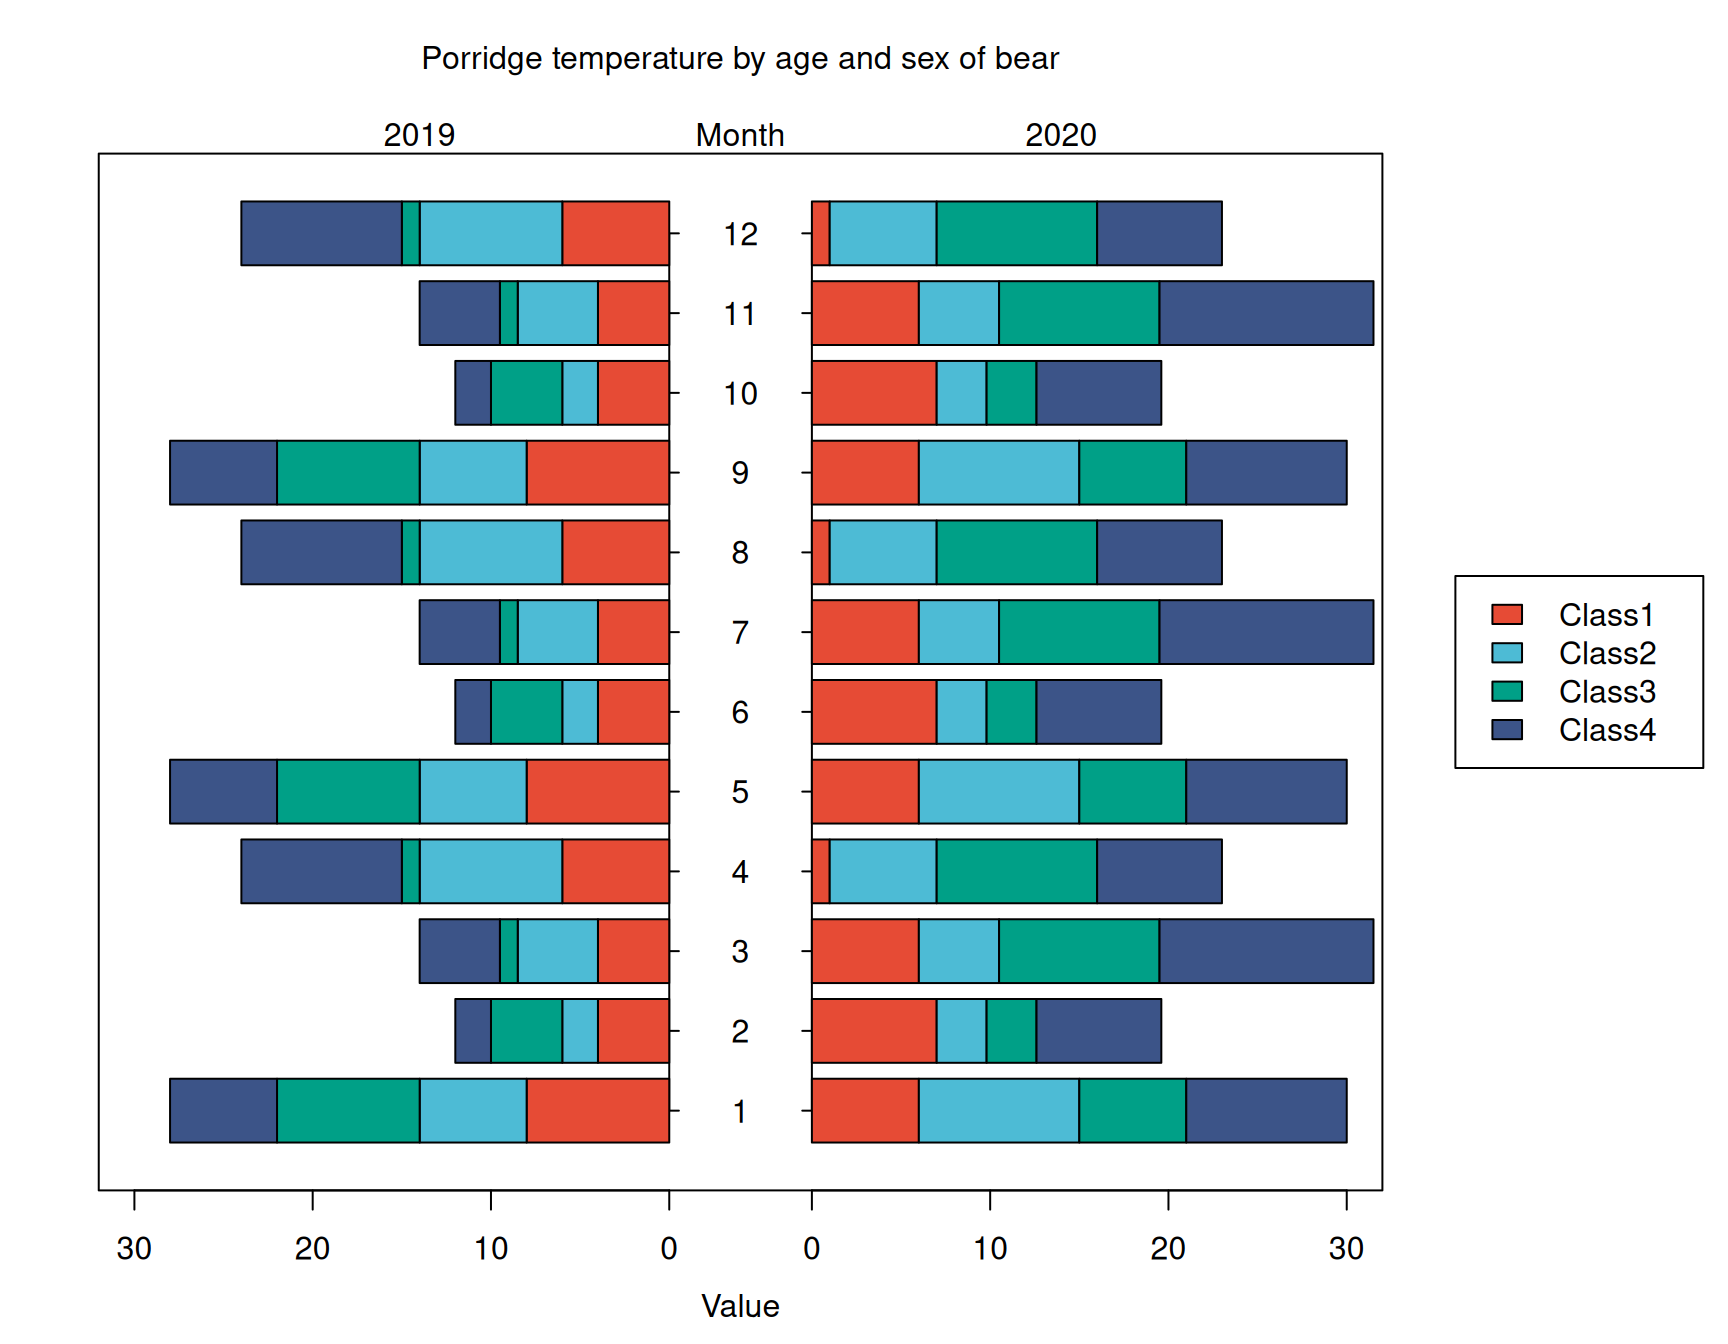 Porridge temperature by age and sex of bear
2019 Month 2020
12
11
10
9
8
7
6
5
4
3
2
1
Class1
Class2
Class3
Class4
30 20 10 0 0 10 20 30
Value